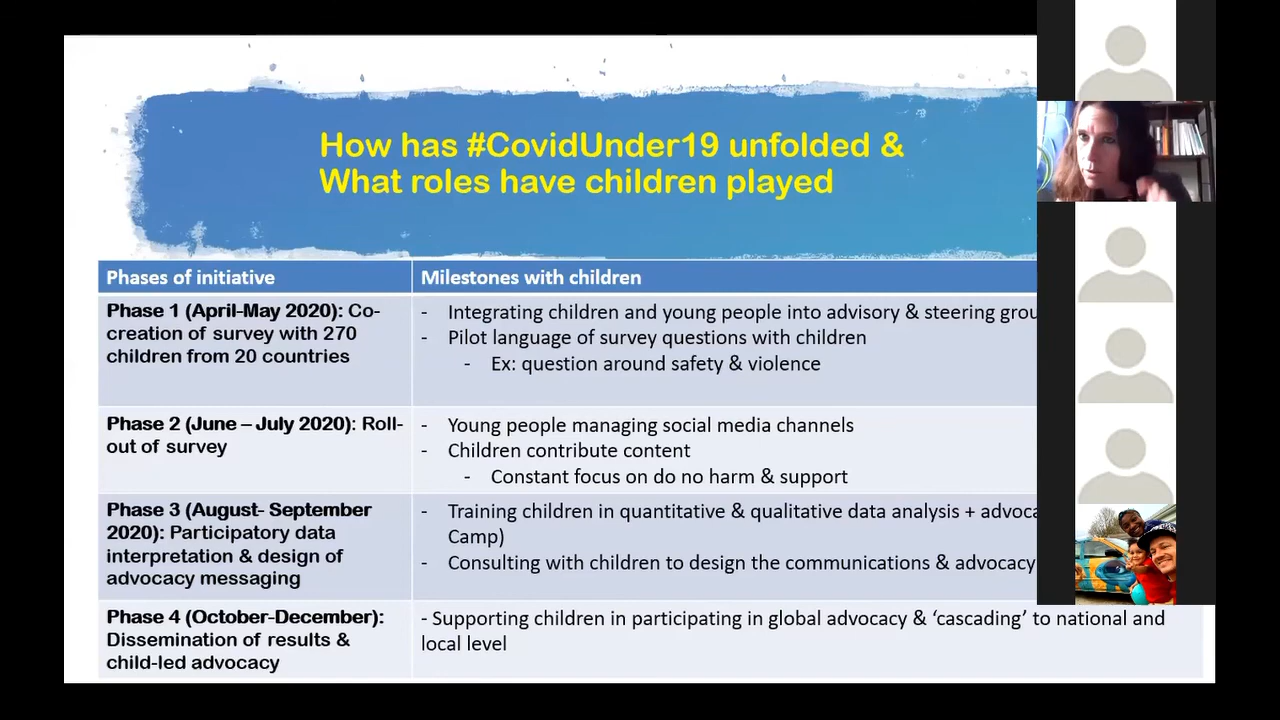 How has #CovidUnder19 unfolded &
What roles have children played
Phases of initiative
Milestones with children
Phase 1 (April-May 2020): Co-
creation of survey with 270
children from 20 countries
- Integrating children and young people into advisory & steering
- Pilot language of survey questions with children
- Ex: question around safety & violence
Phase 2 (June – July 2020): Roll-
out of survey
- Young people managing social media channels
- Children contribute content
- Constant focus on do no harm & support
Phase 3 (August- September
2020): Participatory data
interpretation & design of
advocacy messaging
- Training children in quantitative & qualitative data analysis +
Camp)
- Consulting with children to design the communications & advocacy
Phase 4 (October-December):
Dissemination of results &
child-led advocacy
- Supporting children in participating in global advocacy & ‘cascading’ to national and
local level